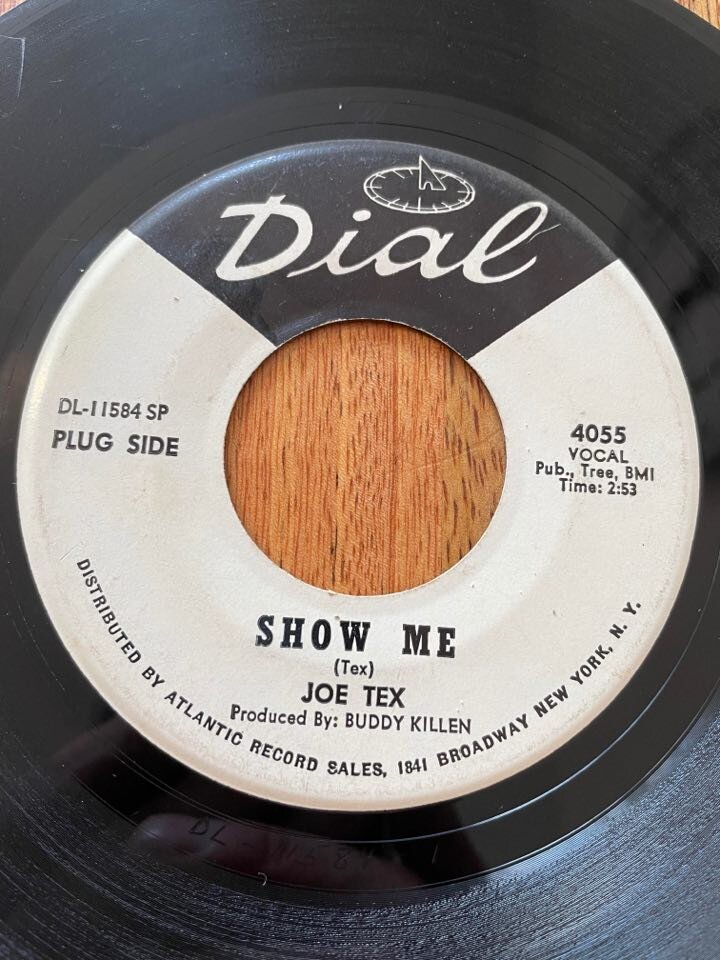 Dial
DL-11584 SP
PLUG SIDE
4055
VOCAL
Pub., Tree, BMI
Time: 2:53
SHOW ME
(Tex)
JOE TEX
Produced By: BUDDY KILLEN
DISTRIBUTED BY ATLANTIC RECORD SALES, 1841 BROADWAY NEW YORK, N. Y.